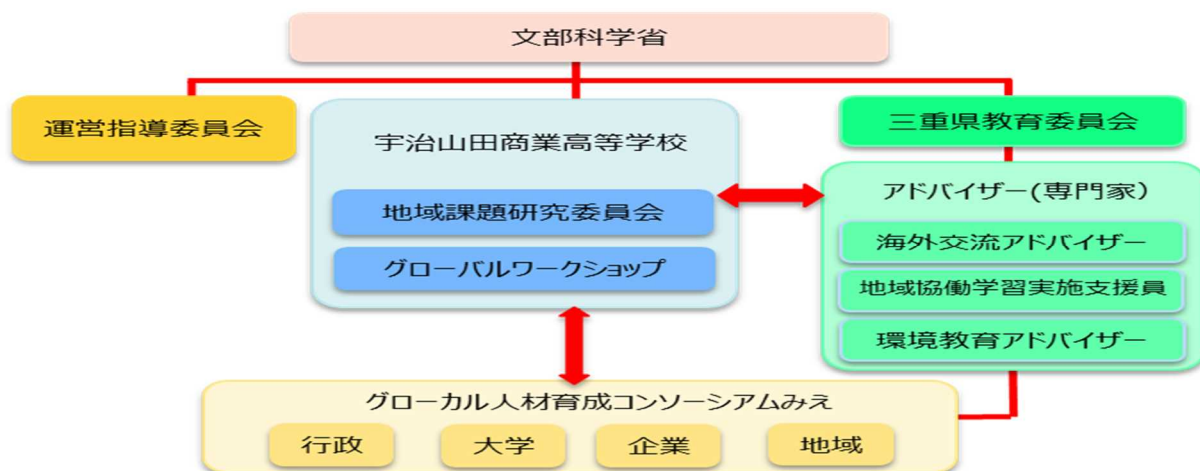 文部科学省
運営指導委員会
宇治山田商業高等学校
地域課題研究委員会
グローバルワークショップ
三重県教育委員会
アドバイザー(専門家)
海外交流アドバイザー
地域協働学習実施支援員
環境教育アドバイザー
グローカル人材育成コンソーシアムみえ
行政
大学
企業
地域